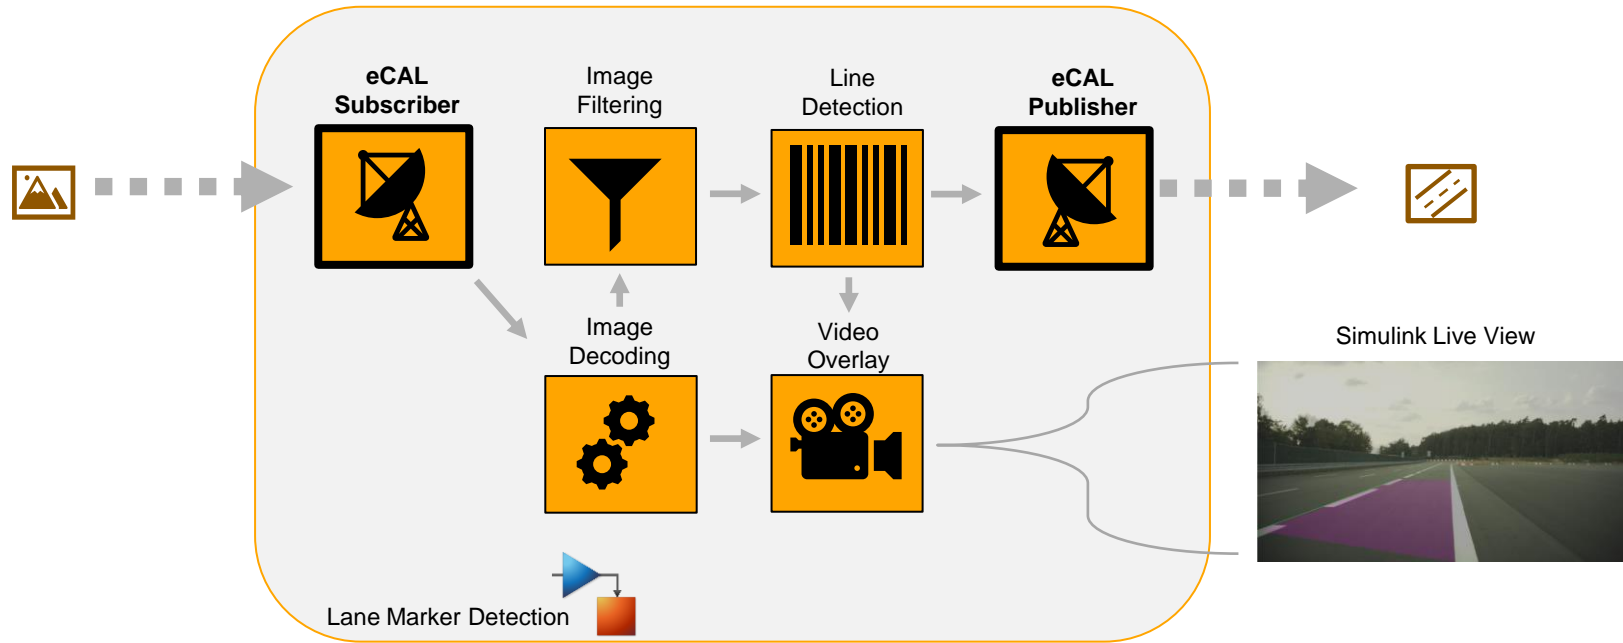 eCAL
Subscriber
Image
Filtering
Line
Detection
eCAL
Publisher
Image
Decoding
Video
Overlay
Simulink Live View
Lane Marker Detection